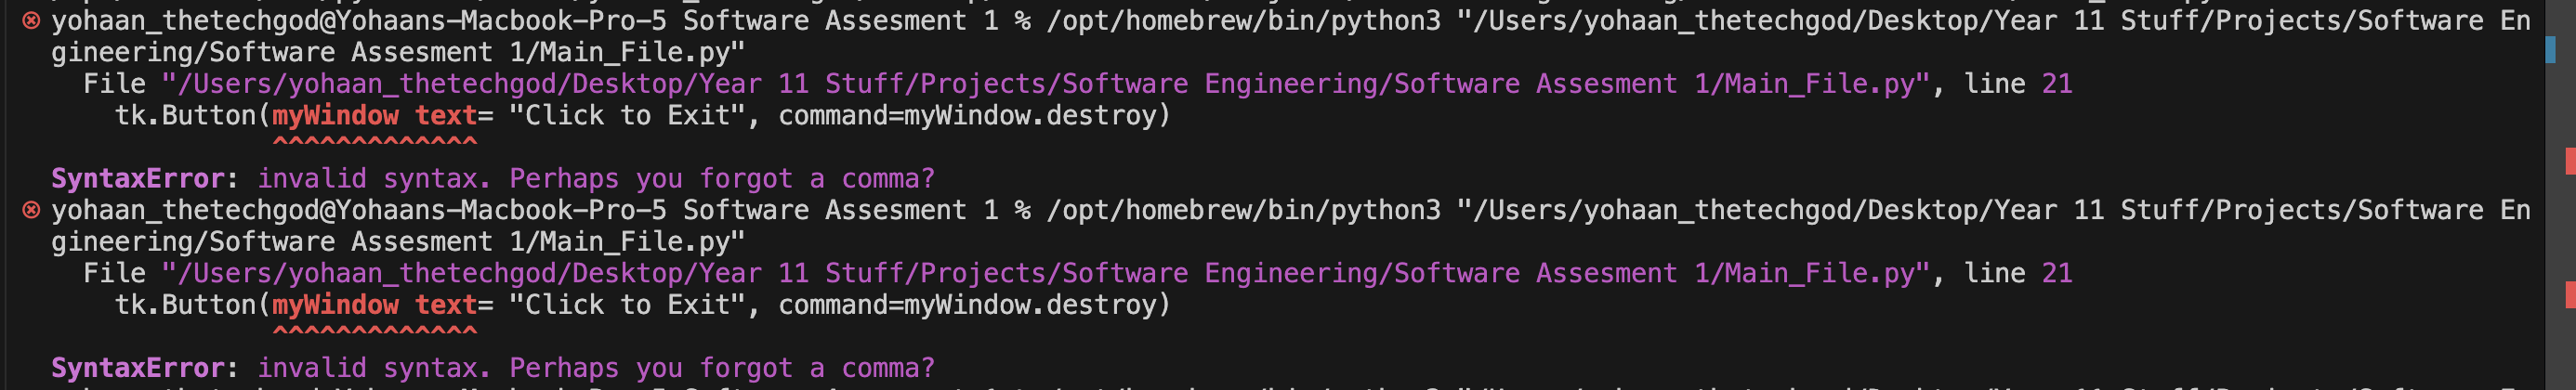 yohaan_thetechgod@Yohaans-Macbook-Pro-5 Software Assesment 1 % /opt/homebrew/bin/python3 "/Users/yohaan_thetechgod/Desktop/Year 11 Stuff/Projects/Software En
gineering/Software Assesment 1/Main_File.py"
File "/Users/yohaan_thetechgod/Desktop/Year 11 Stuff/Projects/Software Engineering/Software Assesment 1/Main_File.py", line 21
tk.Button(myWindow text= "Click to Exit", command=myWindow.destroy)
^^^^^^^^^^^^^
SyntaxError: invalid syntax. Perhaps you forgot a comma?
yohaan_thetechgod@Yohaans-Macbook-Pro-5 Software Assesment 1 % /opt/homebrew/bin/python3 "/Users/yohaan_thetechgod/Desktop/Year 11 Stuff/Projects/Software En
gineering/Software Assesment 1/Main_File.py"
File "/Users/yohaan_thetechgod/Desktop/Year 11 Stuff/Projects/Software Engineering/Software Assesment 1/Main_File.py", line 21
tk.Button(myWindow text= "Click to Exit", command=myWindow.destroy)
^^^^^^^^^^^^^
SyntaxError: invalid syntax. Perhaps you forgot a comma?